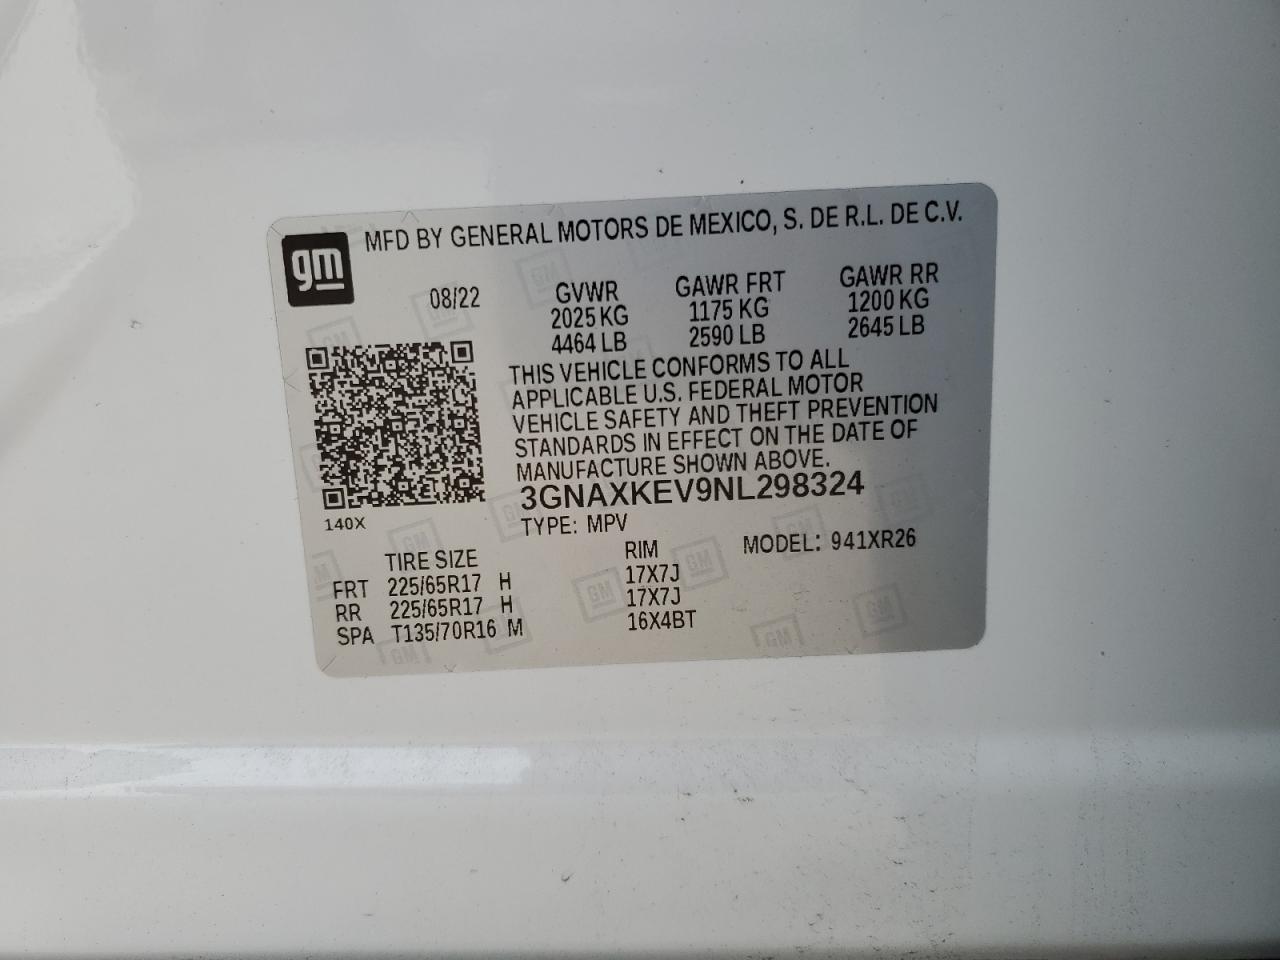 gm
MFD BY GENERAL MOTORS DE MEXICO, S. DE R.L. DE C.V.
08/22 GVWR GAWR FRT GAWR RR
2025 KG 1175 KG 1200 KG
4464 LB 2590 LB 2645 LB
THIS VEHICLE CONFORMS TO ALL
APPLICABLE U.S. FEDERAL MOTOR
VEHICLE SAFETY AND THEFT PREVENTION
STANDARDS IN EFFECT ON THE DATE OF
MANUFACTURE SHOWN ABOVE.
3GNAXKEV9NL298324
140X
TYPE: MPV
TIRE SIZE RIM MODEL: 941XR26
FRT 225/65R17 H 17X7J
RR 225/65R17 H 17X7J
SPA T135/70R16 M 16X4BT